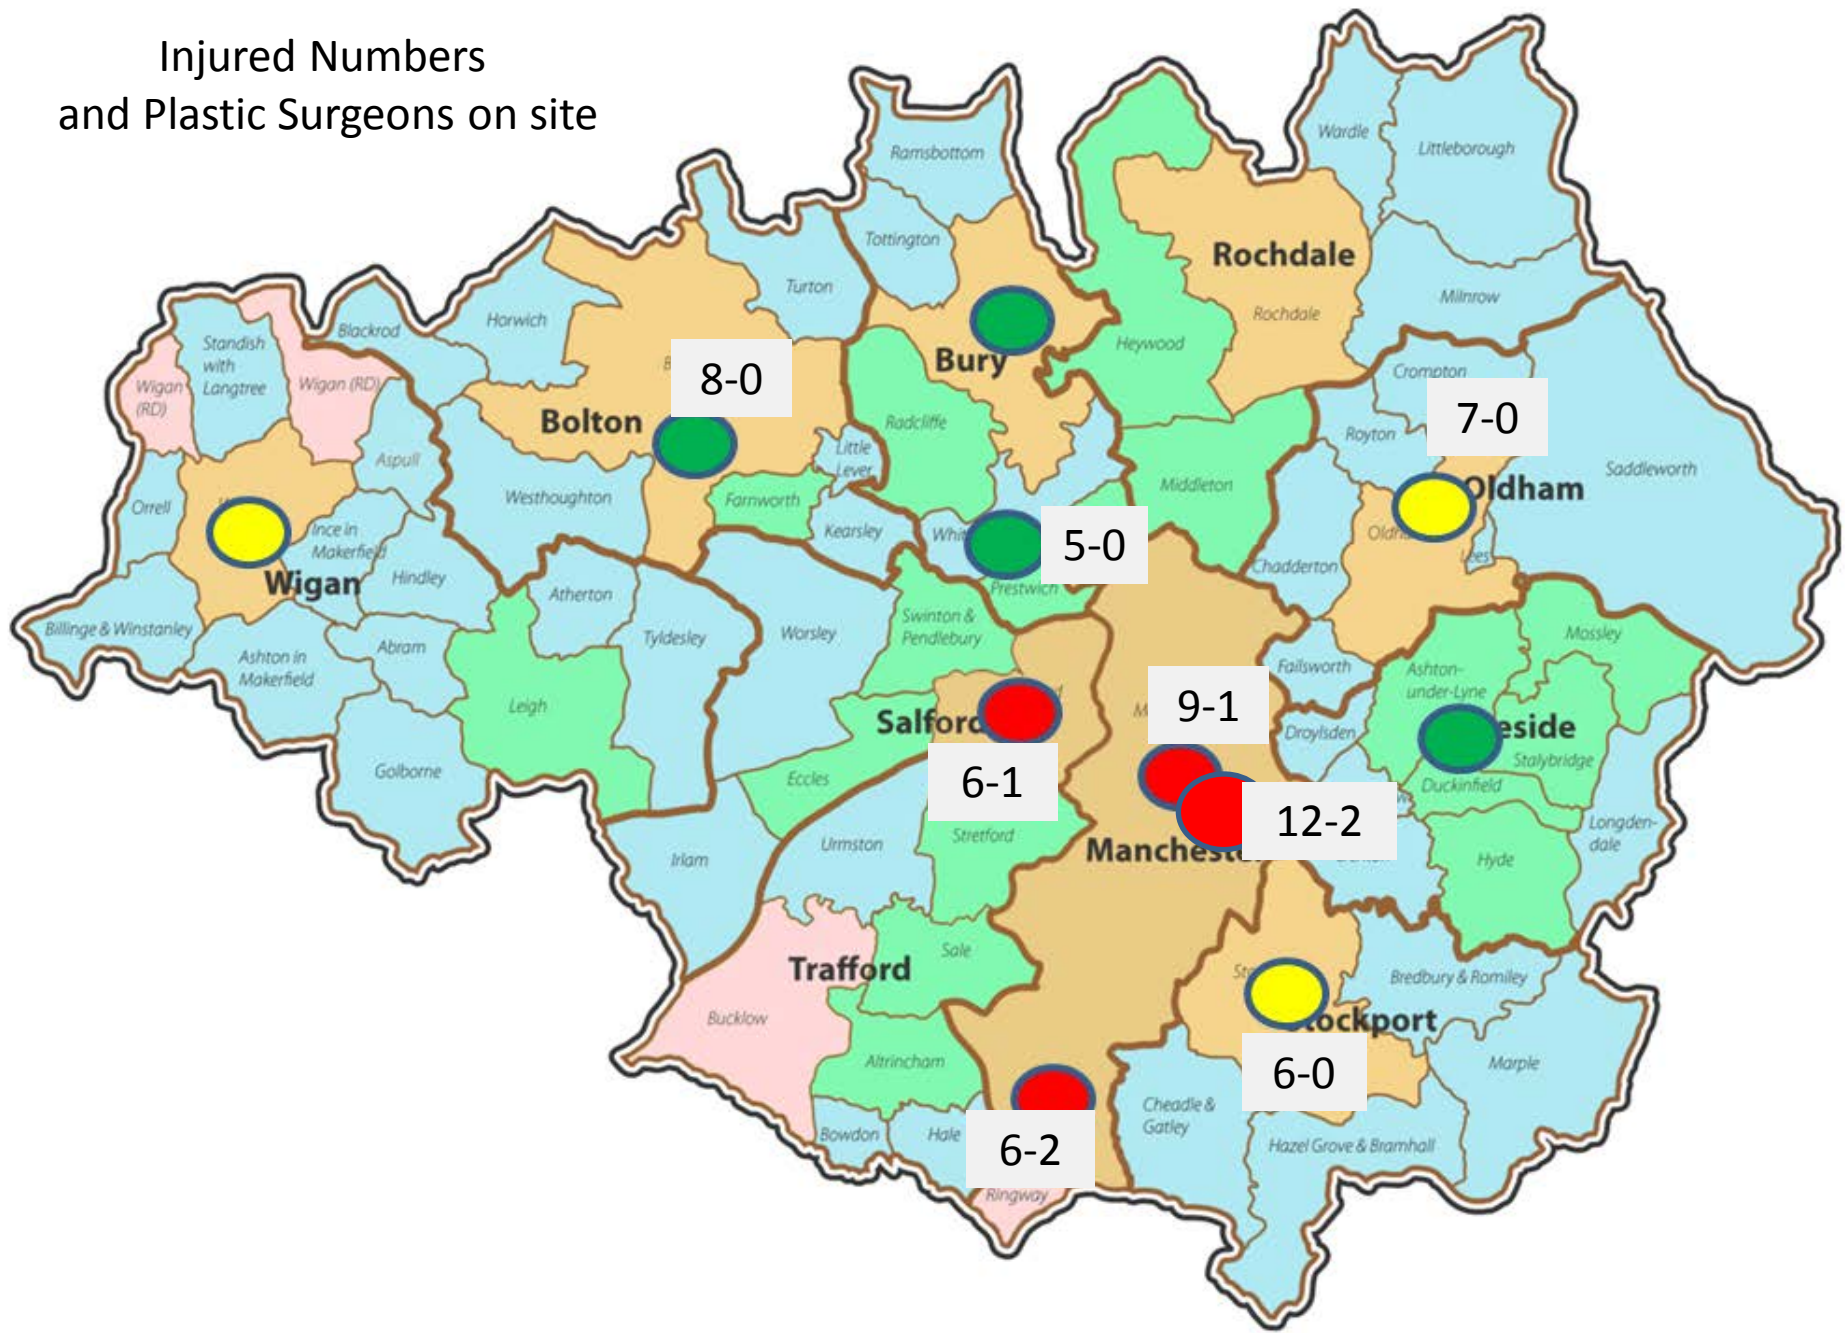 Injured Numbers
and Plastic Surgeons on site
Wardle
Littleborough
Ramsbottom
Tottington
Rochdale
Turton
Milnrow
Rochdale
Horwich
Blackrod
Standish
with
Langtree
Heywood
Bury
Crompton
Wigan
(RD)
Wigan (RD)
8-0
7-0
Bolton
Radcliffe
Royton
Little
Lever
Aspull
Saddleworth
Middleton
Oldham
Westhoughton
Farnworth
Orrell
Kearsley
Ince in
Makerfield
5-0
Lees
Chadderton
Wigan
Hindley
Prestwich
Atherton
Swinton &
Pendlebury
Billinge & Winstanley
Abram
Tyldesley
Worsley
Mossley
Ashton in
Makerfield
Failsworth
Ashton-
under-Lyne
Leigh
9-1
Salford
Droylsden
eside
Stalybridge
Golborne
Eccles
6-1
Duckinfield
12-2
Stretford
Longden-
dale
Urmston
Manchester
Irlam
Hyde
Sale
Trafford
Bredbury & Romiley
Bucklow
Stockport
Altrincham
6-0
Marple
Cheadle &
Gatley
Bowdon
Hale
6-2
Hazel Grove & Bramhall
Ringway